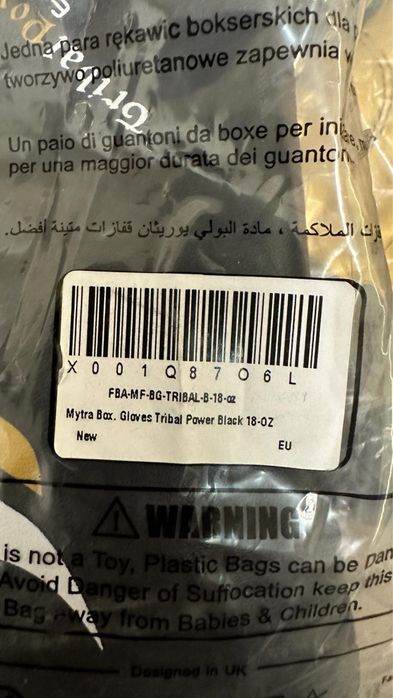 Jedna para rękawic bokserskich dla
tworzywo poliuretanowe zapewnia
Tribal
Un paio di guantoni da boxe per
per una maggior durata dei
الملاكمة ، مادة البولي يوريثان قفازات متينة أفضل.
X001Q87O6L
FBA-MF-BG-TRIBAL-B-18-oz
Mytra Box. Gloves Tribal Power Black 18-OZ
New
EU
WARNING
is not a Toy, Plastic Bags can be
Avoid Danger of Suffocation keep this
Bag away from Babies & Children.
Designed in UK